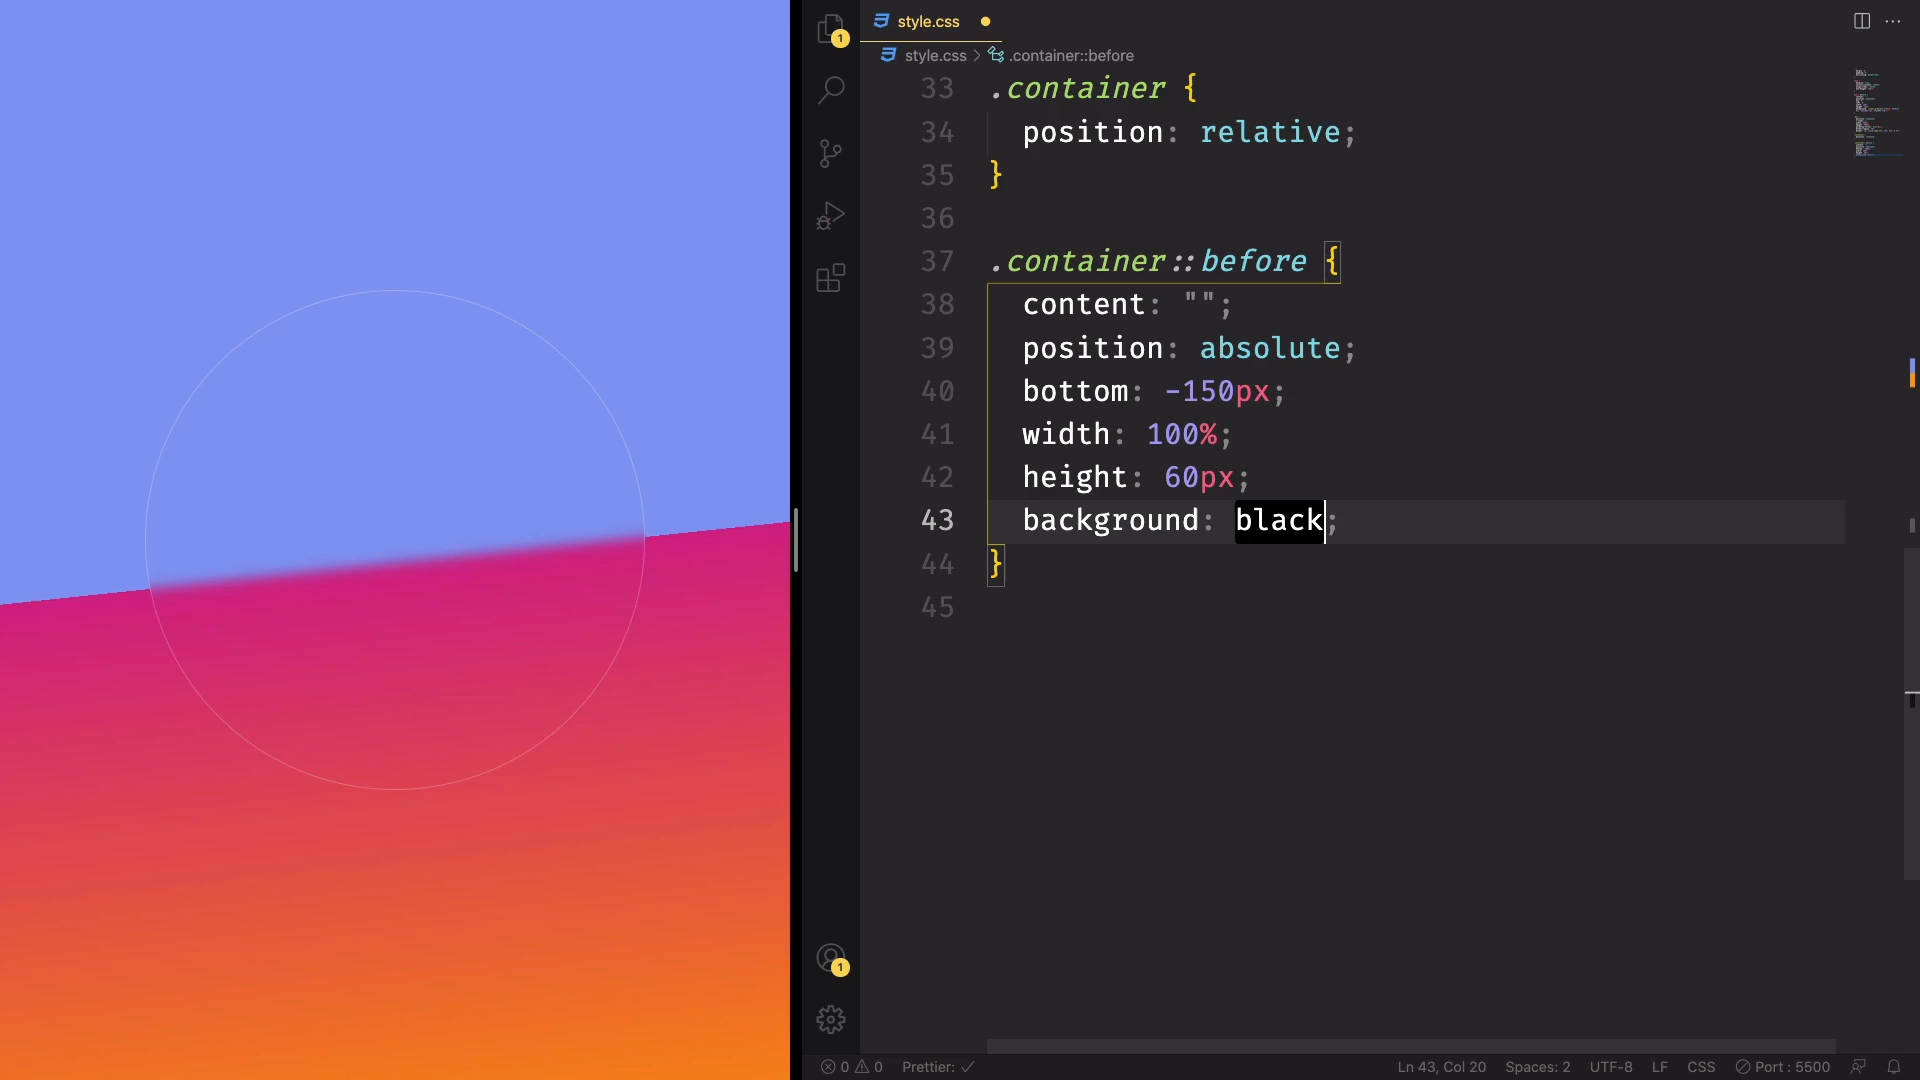 style.css
style.css > .container::before
33 .container {
34 position: relative;
35 }
36
37 .container::before {
38 content: "";
39 position: absolute;
40 bottom: -150px;
41 width: 100%;
42 height: 60px;
43 background: black;
44 }
45
1
1
0 0 Prettier: ✓ Ln 43, Col 20 Spaces: 2 UTF-8 LF CSS Port : 5500